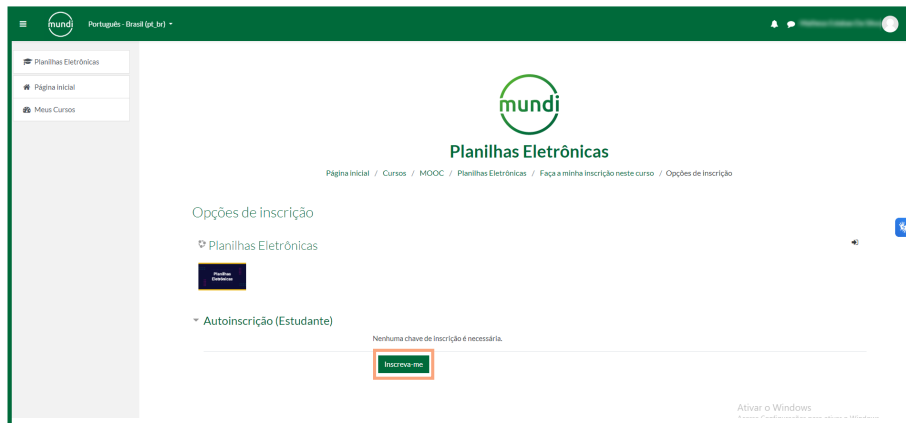 mundi
Português - Brasil (pt_br)
Planilhas Eletrônicas
Página inicial
Meus Cursos
mundi
Planilhas Eletrônicas
Página inicial / Cursos / MOOC / Planilhas Eletrônicas / Faça a minha inscrição neste curso / Opções de inscrição
Opções de inscrição
Planilhas Eletrônicas
Planilhas
Eletrônicas
Autoinscrição (Estudante)
Nenhuma chave de inscrição é necessária.
Inscreva-me
Ativar o Windows